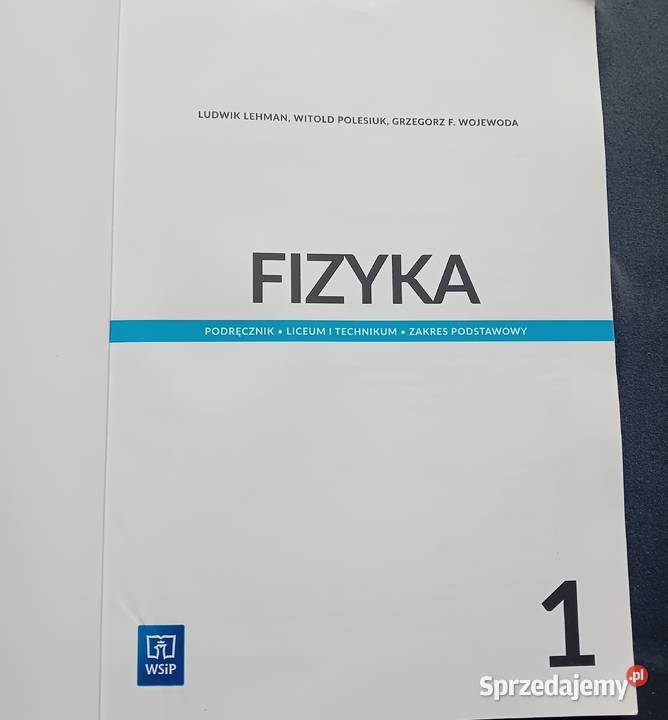 LUDWIK LEHMAN, WITOLD POLESIUK, GRZEGORZ F. WOJEWODA
FIZYKA
PODRĘCZNIK • LICEUM I TECHNIKUM • ZAKRES PODSTAWOWY
1
WSiP
Sprzedajemy.pl